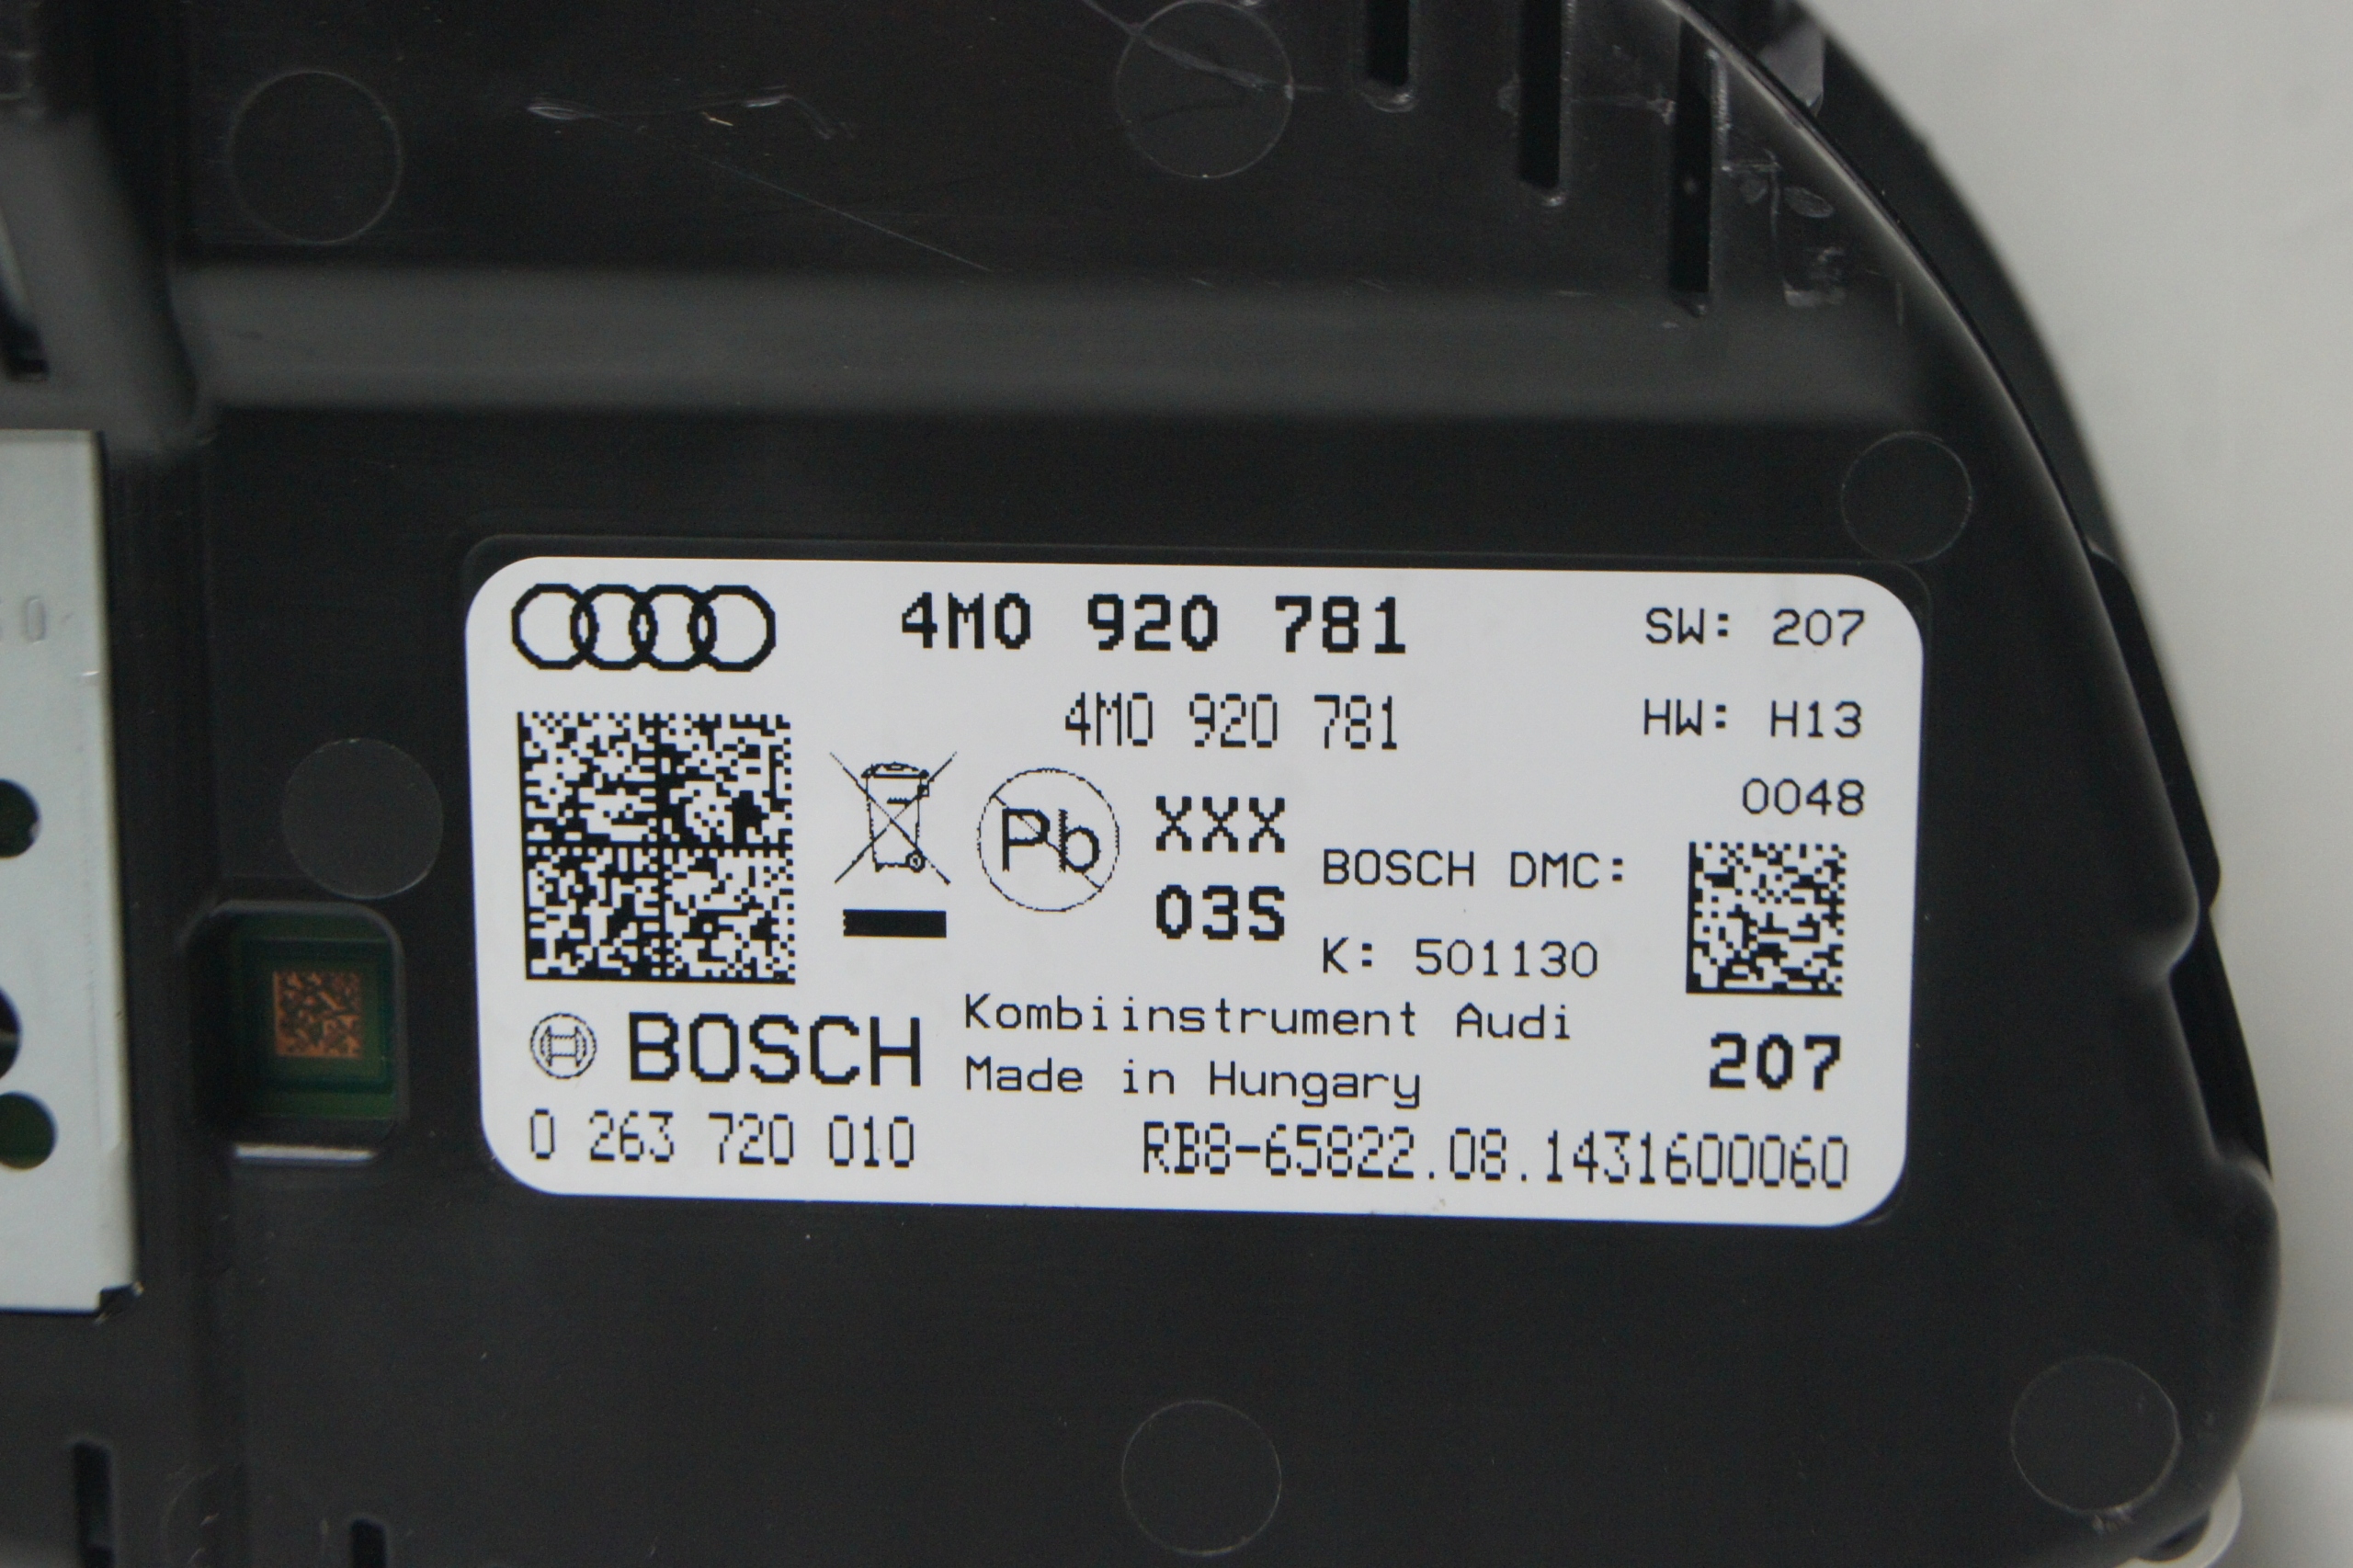 4M0 920 781
SW: 207
4M0 920 781
HW: H13
0048
Pb
XXX
03S
BOSCH DMC:
K: 501130
BOSCH
Kombiinstrument Audi
Made in Hungary
207
0 263 720 010
RB8-65822.08.1431600060